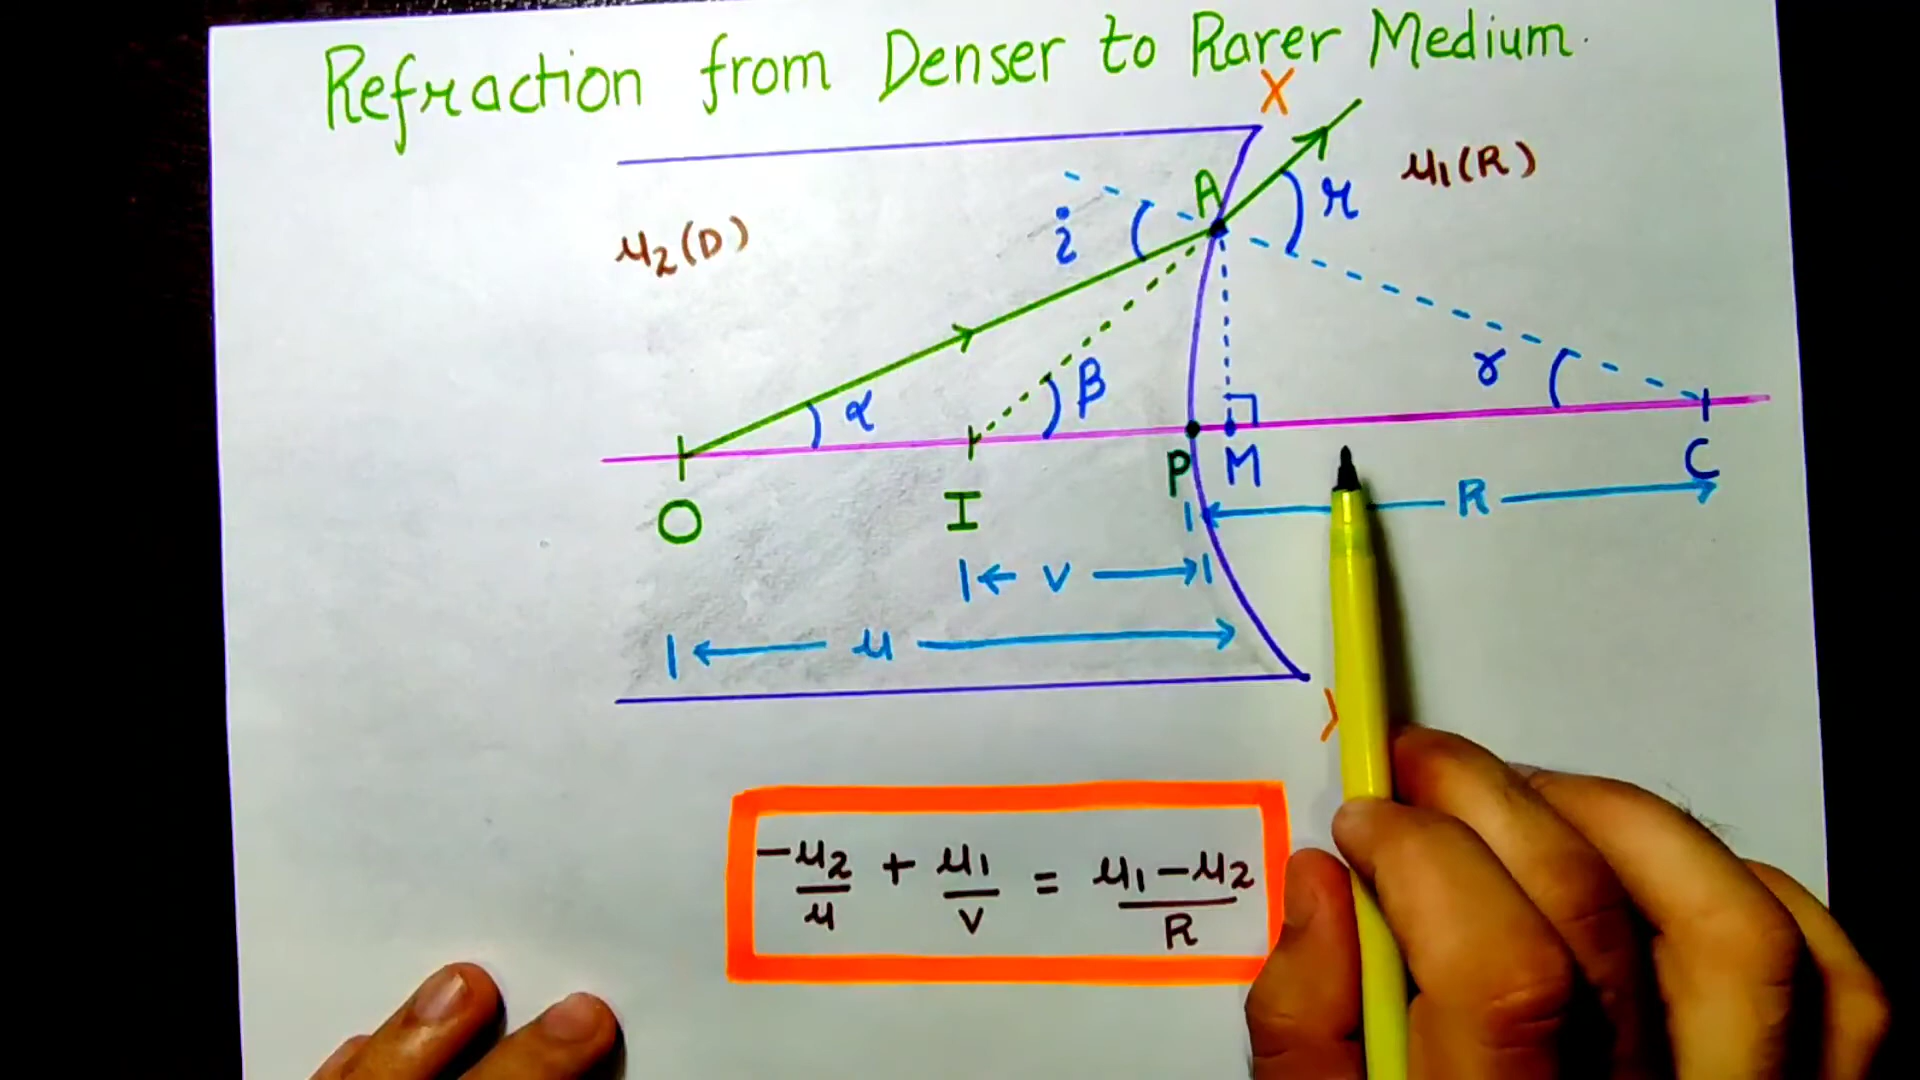 Refraction from Denser to Rarer Medium.
X
A
μ1(R)
r
i
μ2(D)
β
γ
α
P M
C
O
I
R
v
u
-μ2/u + μ1/v = μ1-μ2/R